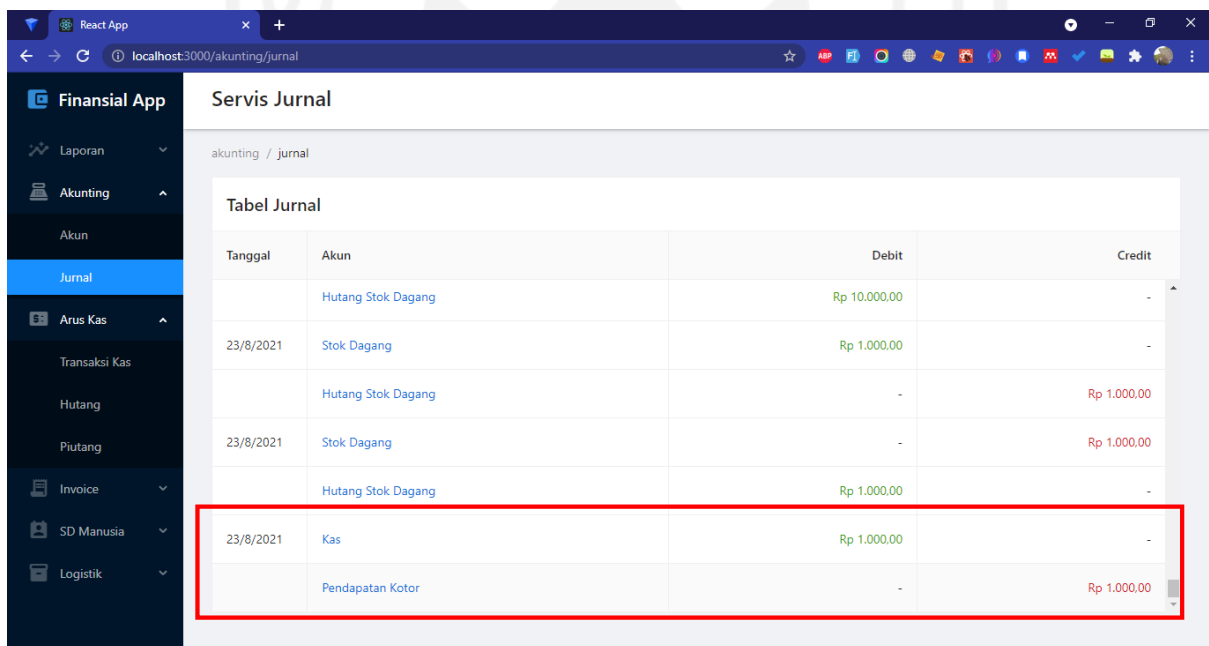 React App
localhost:3000/akunting/jurnal
ABP
Finansial App
Servis Jurnal
Laporan
akunting / jurnal
Akunting
Tabel Jurnal
Akun
Tanggal Akun Debit Credit
Jurnal
Hutang Stok Dagang Rp 10.000,00 -
Arus Kas
23/8/2021 Stok Dagang Rp 1.000,00 -
Transaksi Kas
Hutang Stok Dagang - Rp 1.000,00
Hutang
23/8/2021 Stok Dagang - Rp 1.000,00
Piutang
Invoice
Hutang Stok Dagang Rp 1.000,00 -
SD Manusia
23/8/2021 Kas Rp 1.000,00 -
Logistik
Pendapatan Kotor - Rp 1.000,00